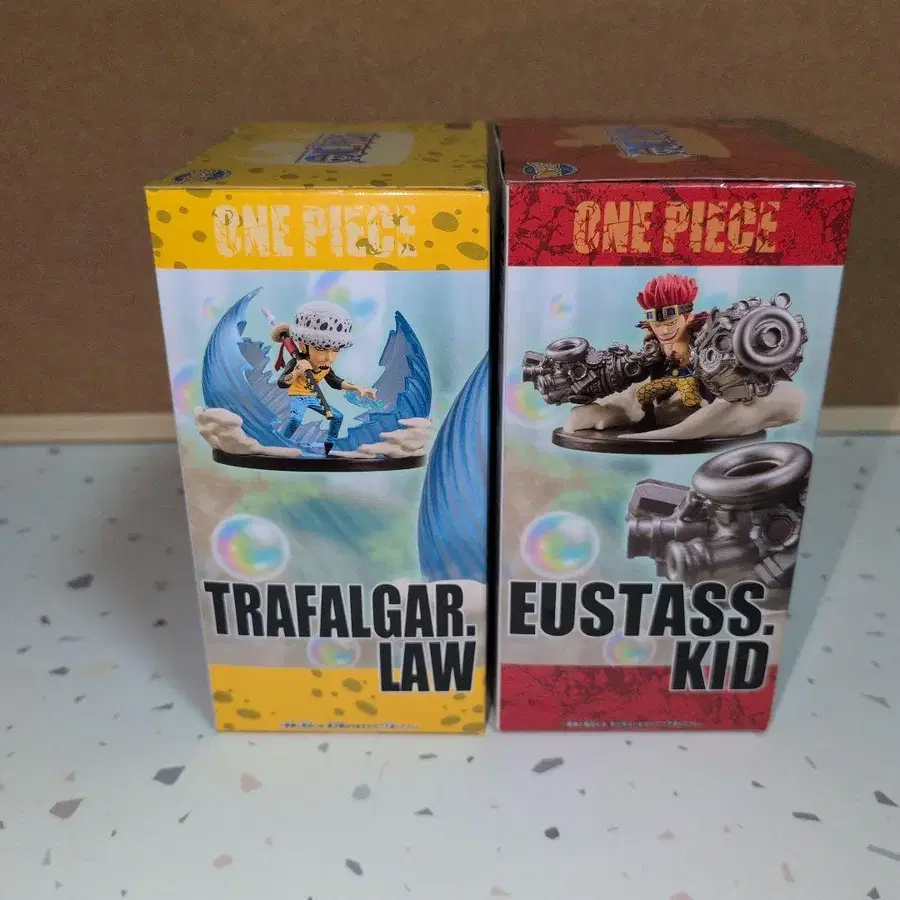 ONE PIECE
TRAFALGAR.
LAW
ONE PIECE
EUSTASS.
KID